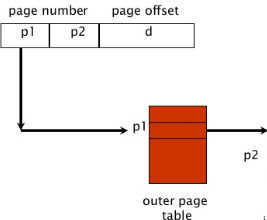 page number page offset
p1 p2 d
p1
p2
outer page
table